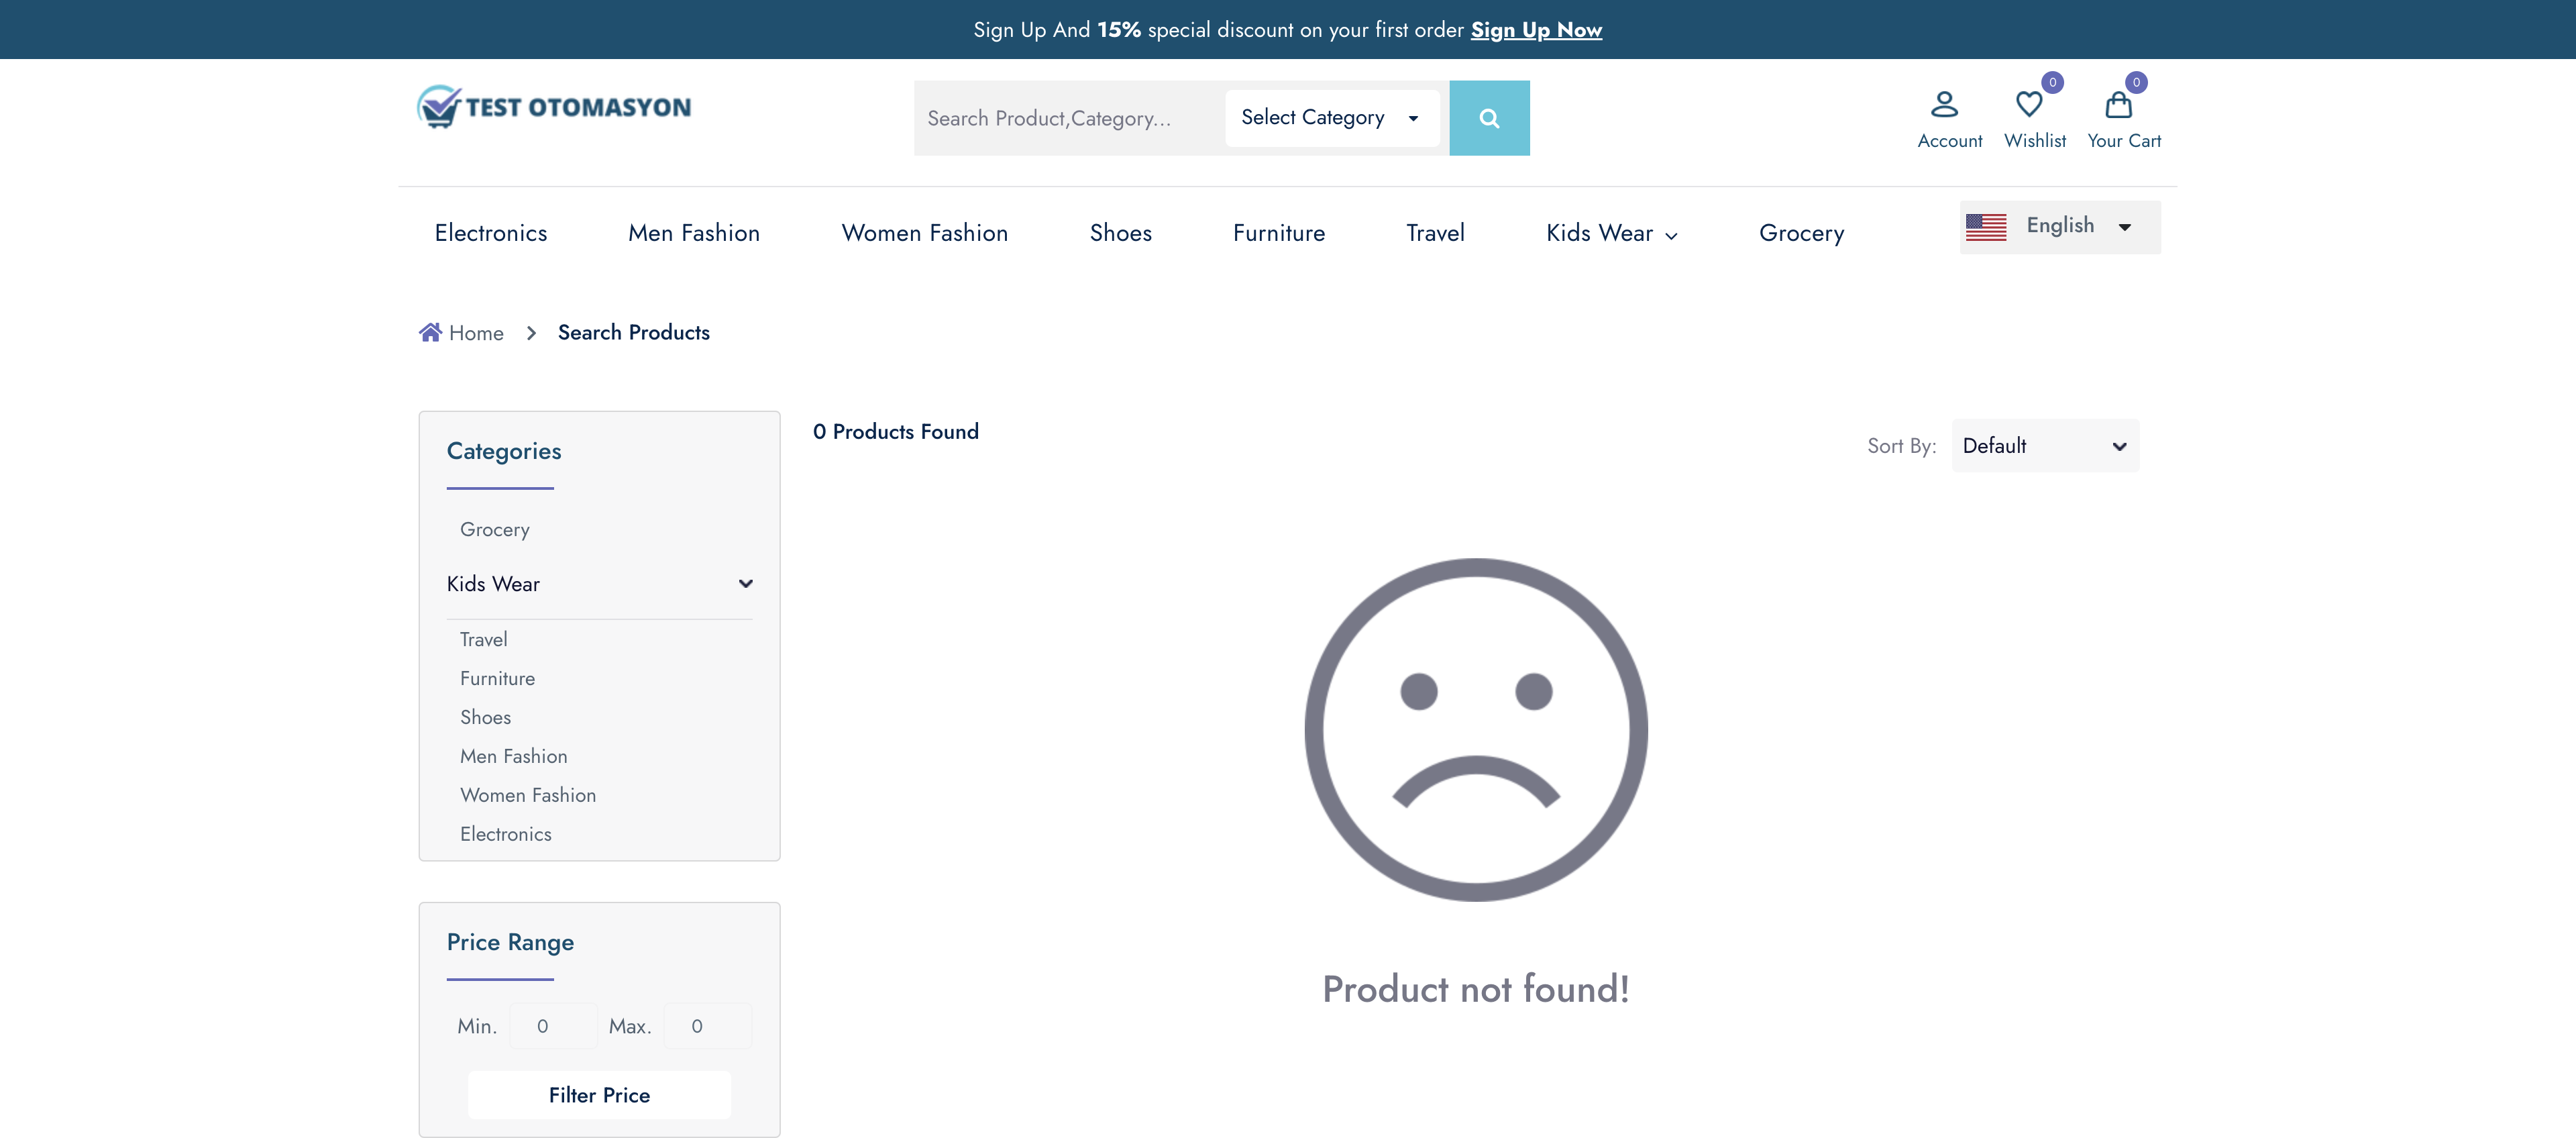 Sign Up And 15% special discount on your first order Sign Up Now
TEST OTOMASYON
Search Product,Category...
Select Category
0
0
Account
Wishlist
Your Cart
Electronics
Men Fashion
Women Fashion
Shoes
Furniture
Travel
Kids Wear
Grocery
English
Home
Search Products
Categories
Grocery
Kids Wear
Travel
Furniture
Shoes
Men Fashion
Women Fashion
Electronics
Price Range
Min.
0
Max.
0
Filter Price
0 Products Found
Sort By:
Default
Product not found!